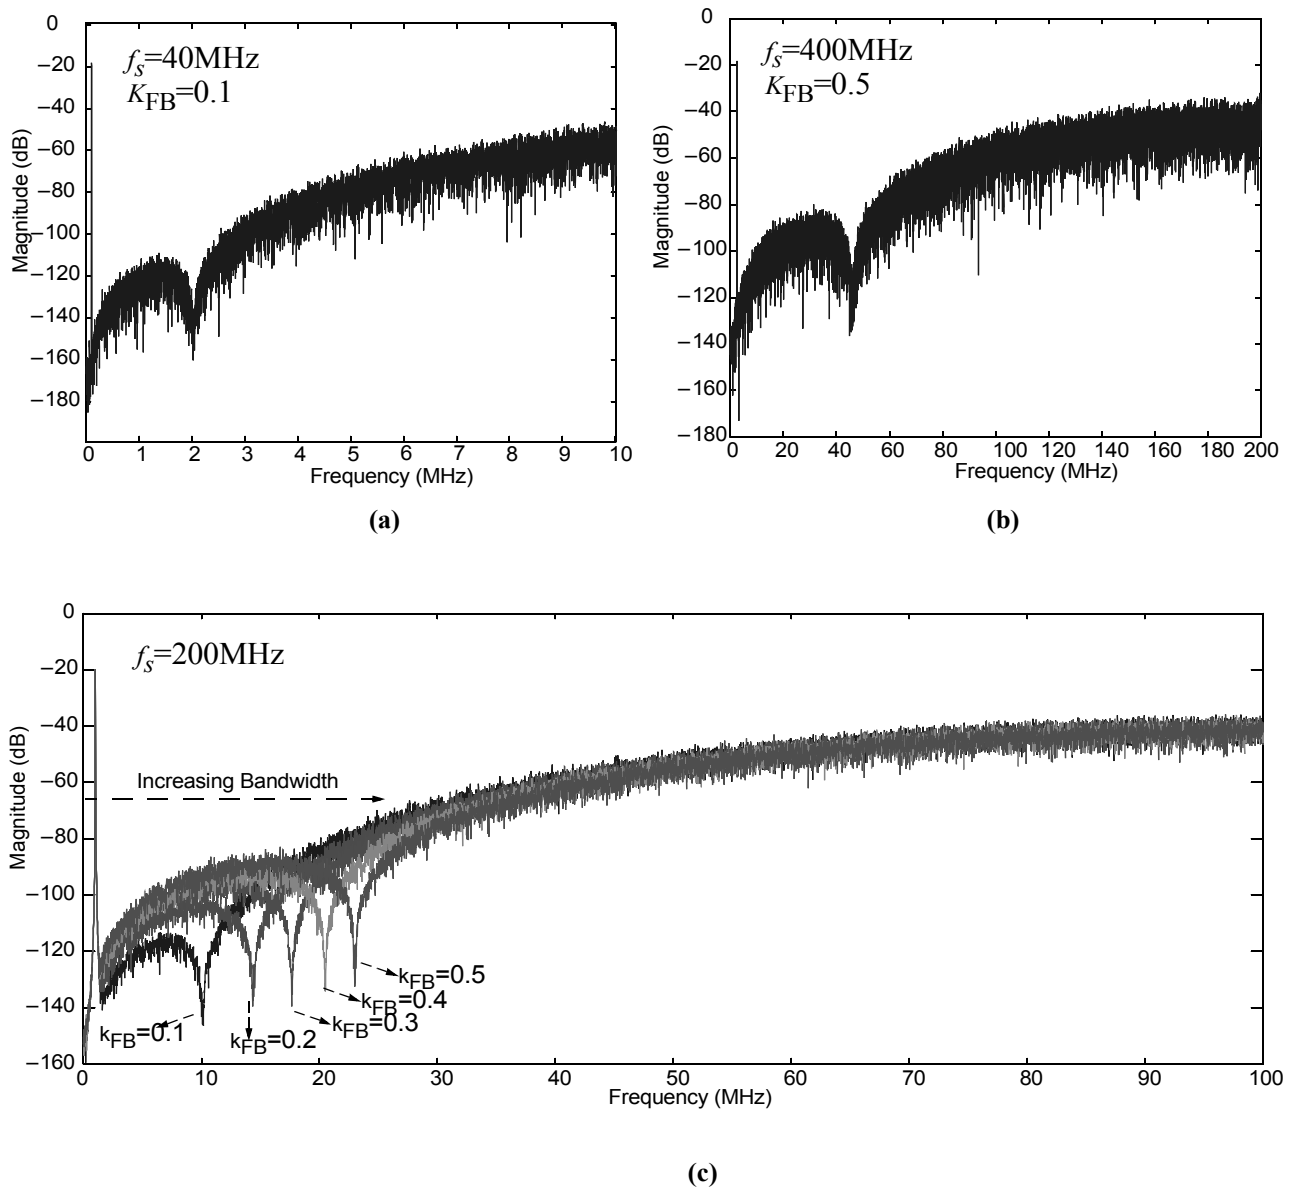 0
−20
−40
−60
−80
−100
−120
−140
−160
−180
Magnitude (dB)
fs=40MHz
KFB=0.1
0 1 2 3 4 5 6 7 8 9 10
Frequency (MHz)
(a)
0
−20
−40
−60
−80
−100
−120
−140
−160
−180
Magnitude (dB)
fs=400MHz
KFB=0.5
0 20 40 60 80 100 120 140 160 180 200
Frequency (MHz)
(b)
0
−20
−40
−60
−80
−100
−120
−140
−160
Magnitude (dB)
fs=200MHz
Increasing Bandwidth
kFB=0.5
kFB=0.4
kFB=0.3
kFB=0.2
kFB=0.1
0 10 20 30 40 50 60 70 80 90 100
Frequency (MHz)
(c)